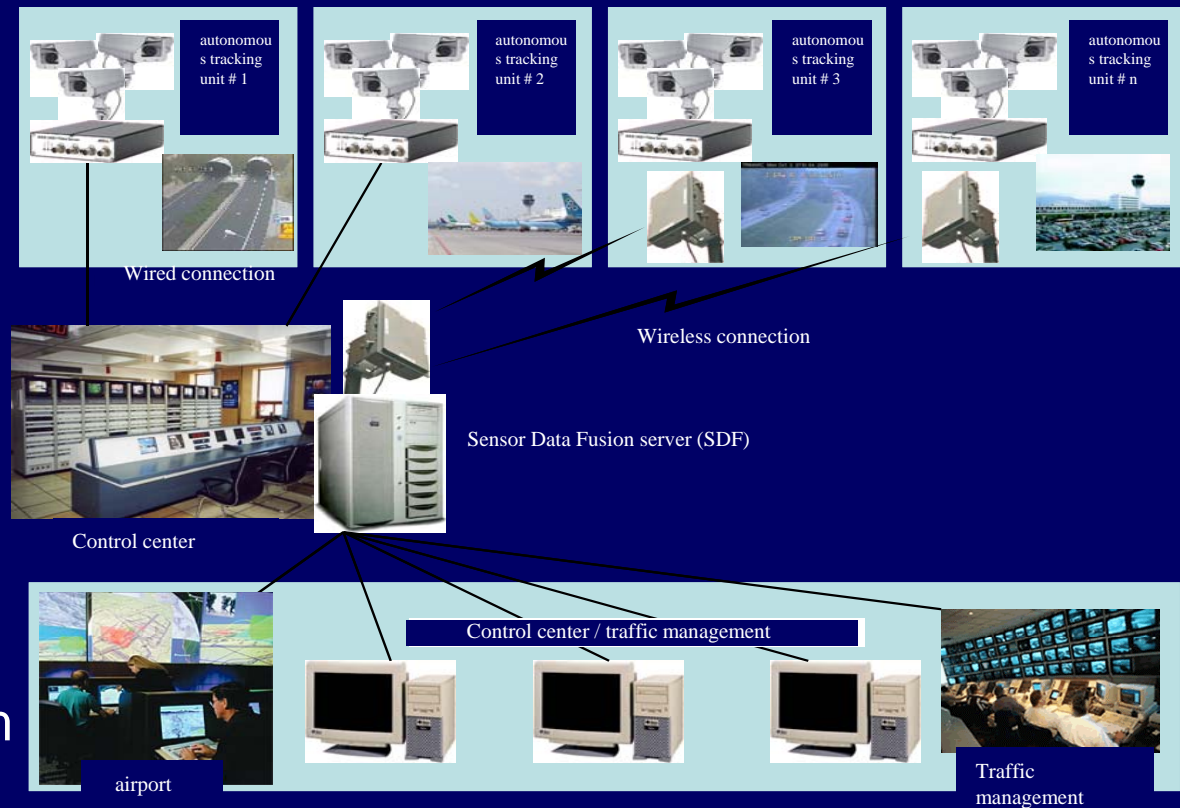 autonomou
s tracking
unit # 1
autonomou
s tracking
unit # 2
autonomou
s tracking
unit # 3
autonomou
s tracking
unit # n
Wired connection
Wireless connection
Sensor Data Fusion server (SDF)
Control center
Control center / traffic management
n
airport
Traffic
management